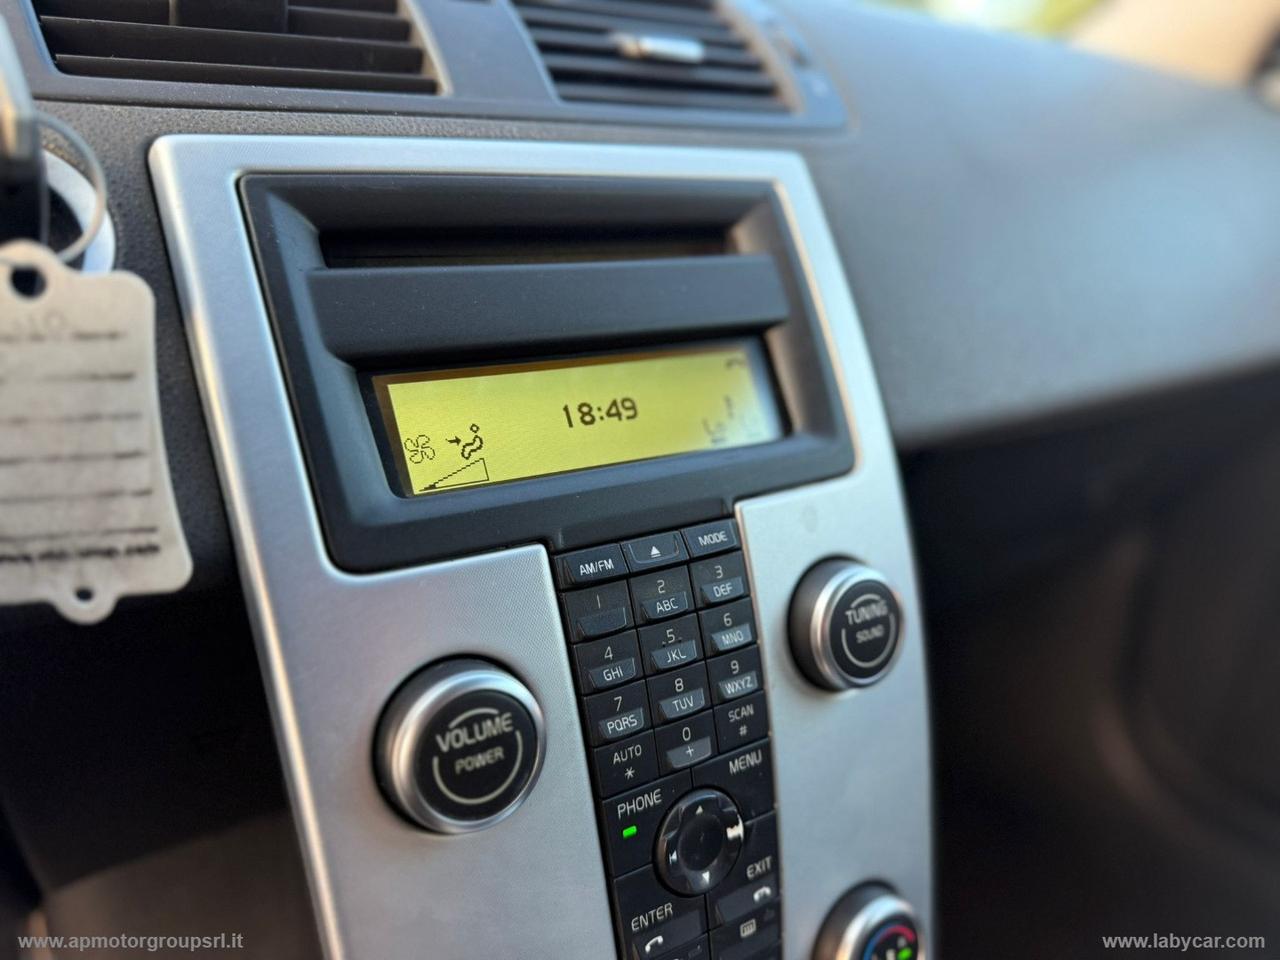 18:49
AM/FM
MODE
1
2
ABC
3
DEF
4
GHI
5
JKL
6
MNO
7
PQRS
8
TUV
9
WXYZ
AUTO
*
0
+
SCAN
#
MENU
PHONE
EXIT
ENTER
VOLUME
POWER
TUNING
SOUND
www.apmotorgroupsrl.it
www.labycar.com